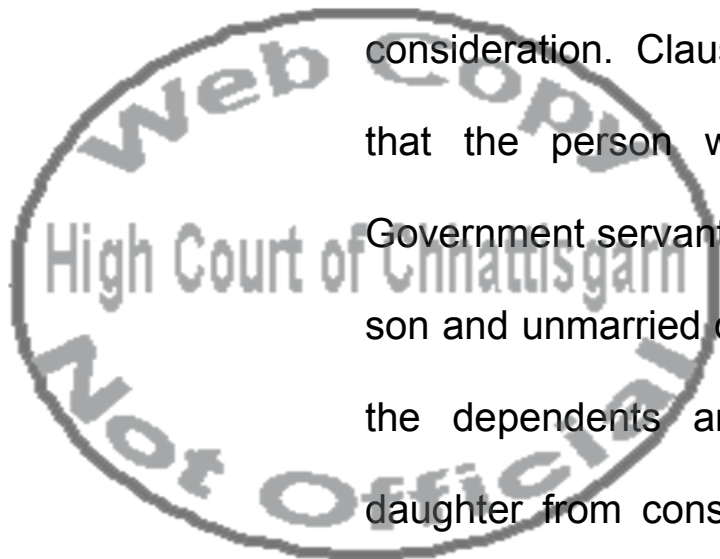 Web Copy
High Court of Chhattisgarh
Not Official
consideration. Claus
that the person w
Government servant
son and unmarried
the dependents ar
daughter from cons